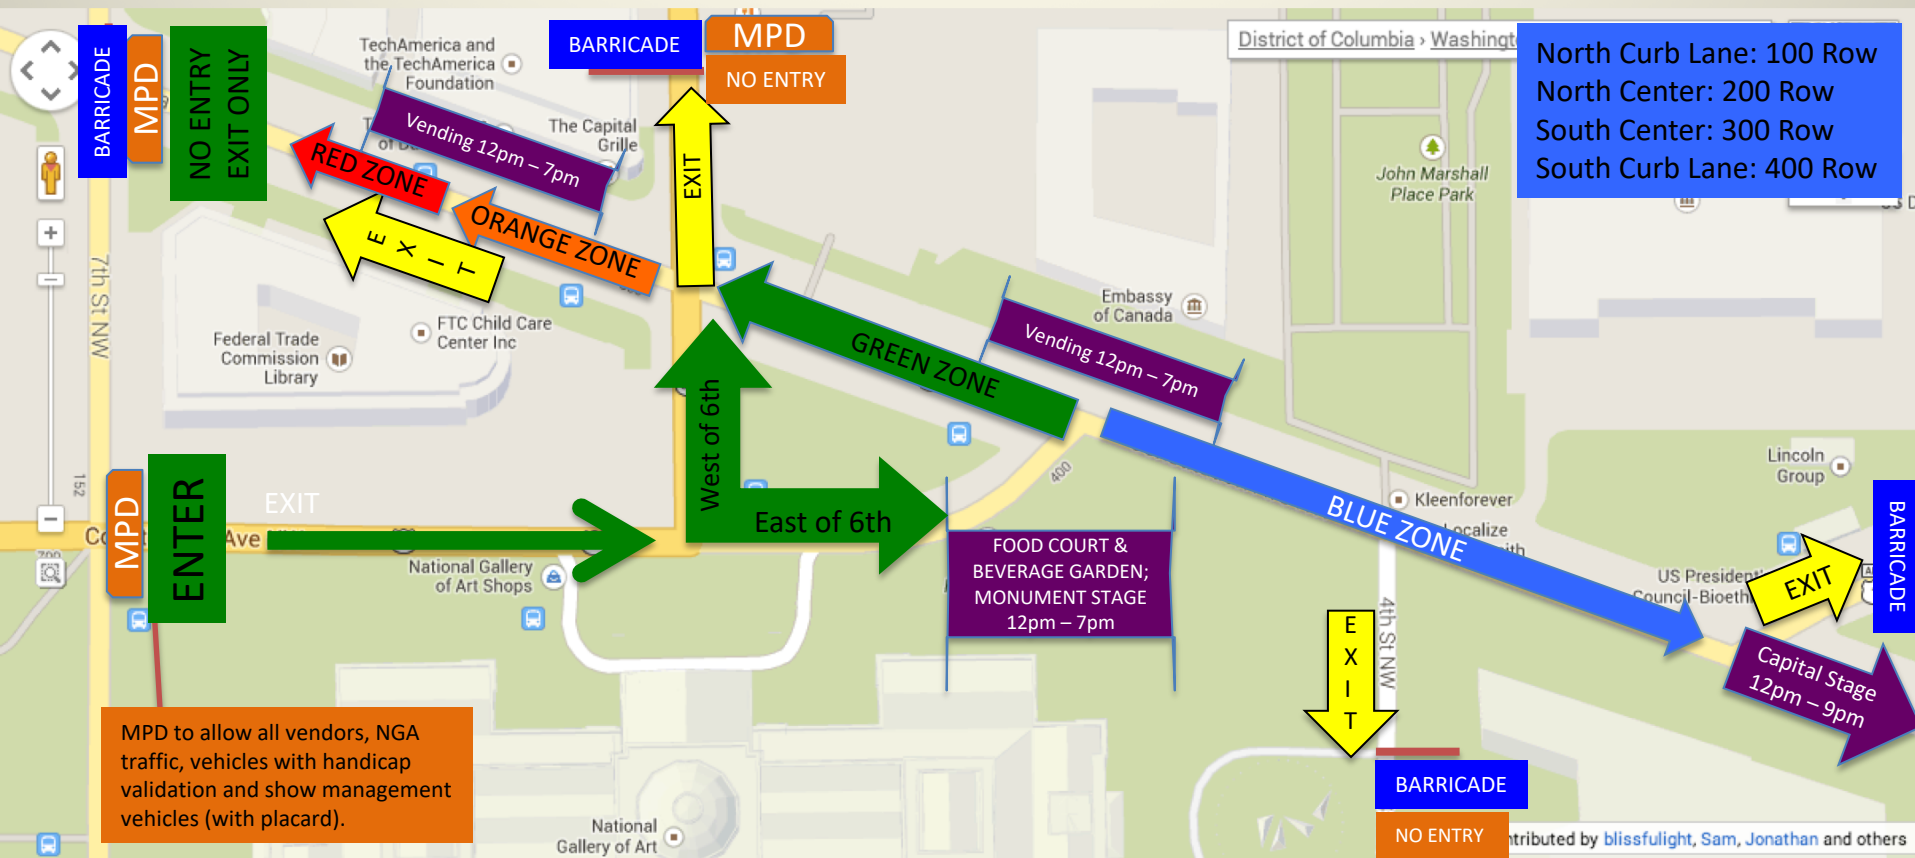 BARRICADE
MPD
NO ENTRY
EXIT ONLY
TechAmerica and
the TechAmerica
Foundation
BARRICADE
MPD
NO ENTRY
District of Columbia ›
North Curb Lane: 100 Row
North Center: 200 Row
South Center: 300 Row
South Curb Lane: 400 Row
Vending 12pm – 7pm
The Capital
Grille
RED ZONE
EXIT
EXIT
ORANGE ZONE
John Marshall
Place Park
7th St NW
Federal Trade
Commission
Library
FTC Child Care
Center Inc
Embassy
of Canada
GREEN ZONE
Vending 12pm – 7pm
West of 6th
East of 6th
400
152
MPD
ENTER
EXIT
Ave
National Gallery
of Art Shops
FOOD COURT &
BEVERAGE GARDEN;
MONUMENT STAGE
12pm – 7pm
Kleenforever
Localize
BLUE ZONE
Lincoln
Group
BARRICADE
EXIT
EXIT
4th St NW
Capital Stage
12pm – 9pm
MPD to allow all vendors, NGA
traffic, vehicles with handicap
validation and show management
vehicles (with placard).
National
Gallery of Art
BARRICADE
NO ENTRY
by blissfulight, Sam, Jonathan and others